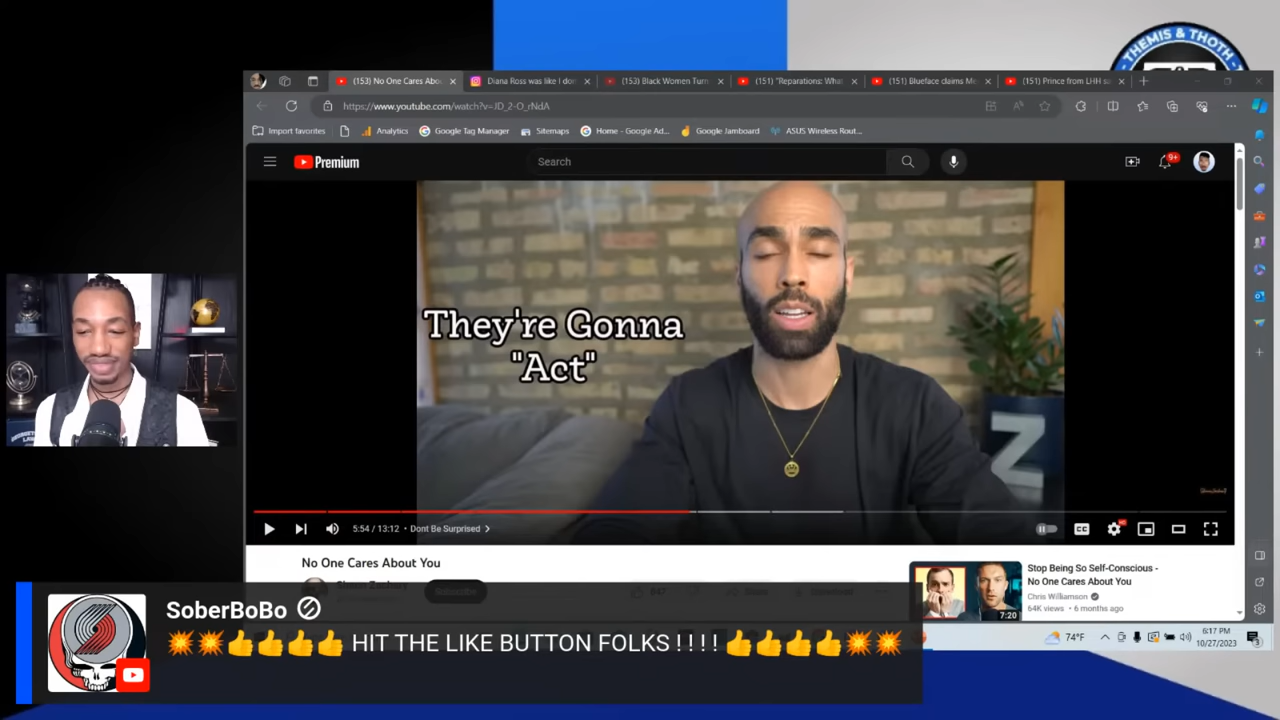 THEMIS & THOTH
(153) No One Cares Abo
Diana Ross was like I don
(153) Black Women Turn
(151) "Reparations: Wha
(151) Blueface claims Me
(151) Prince from LHH sa
https://www.youtube.com/watch?v=JD_2-O_rNdA
Import favorites
Analytics
Google Tag Manager
Sitemaps
Home - Google Ad...
Google Jamboard
ASUS Wireless Rout...
Premium
Search
9+
They're Gonna
"Act"
Z
5:54 / 13:12 • Dont Be Surprised
CC
No One Cares About You
Stop Being So Self-Conscious -
No One Cares About You
Chris Williamson
64K views • 6 months ago
7:20
SoberBoBo
💥💥👍👍👍👍 HIT THE LIKE BUTTON FOLKS ! ! ! ! 👍👍👍👍💥💥
74°F
6:17 PM
10/27/2023